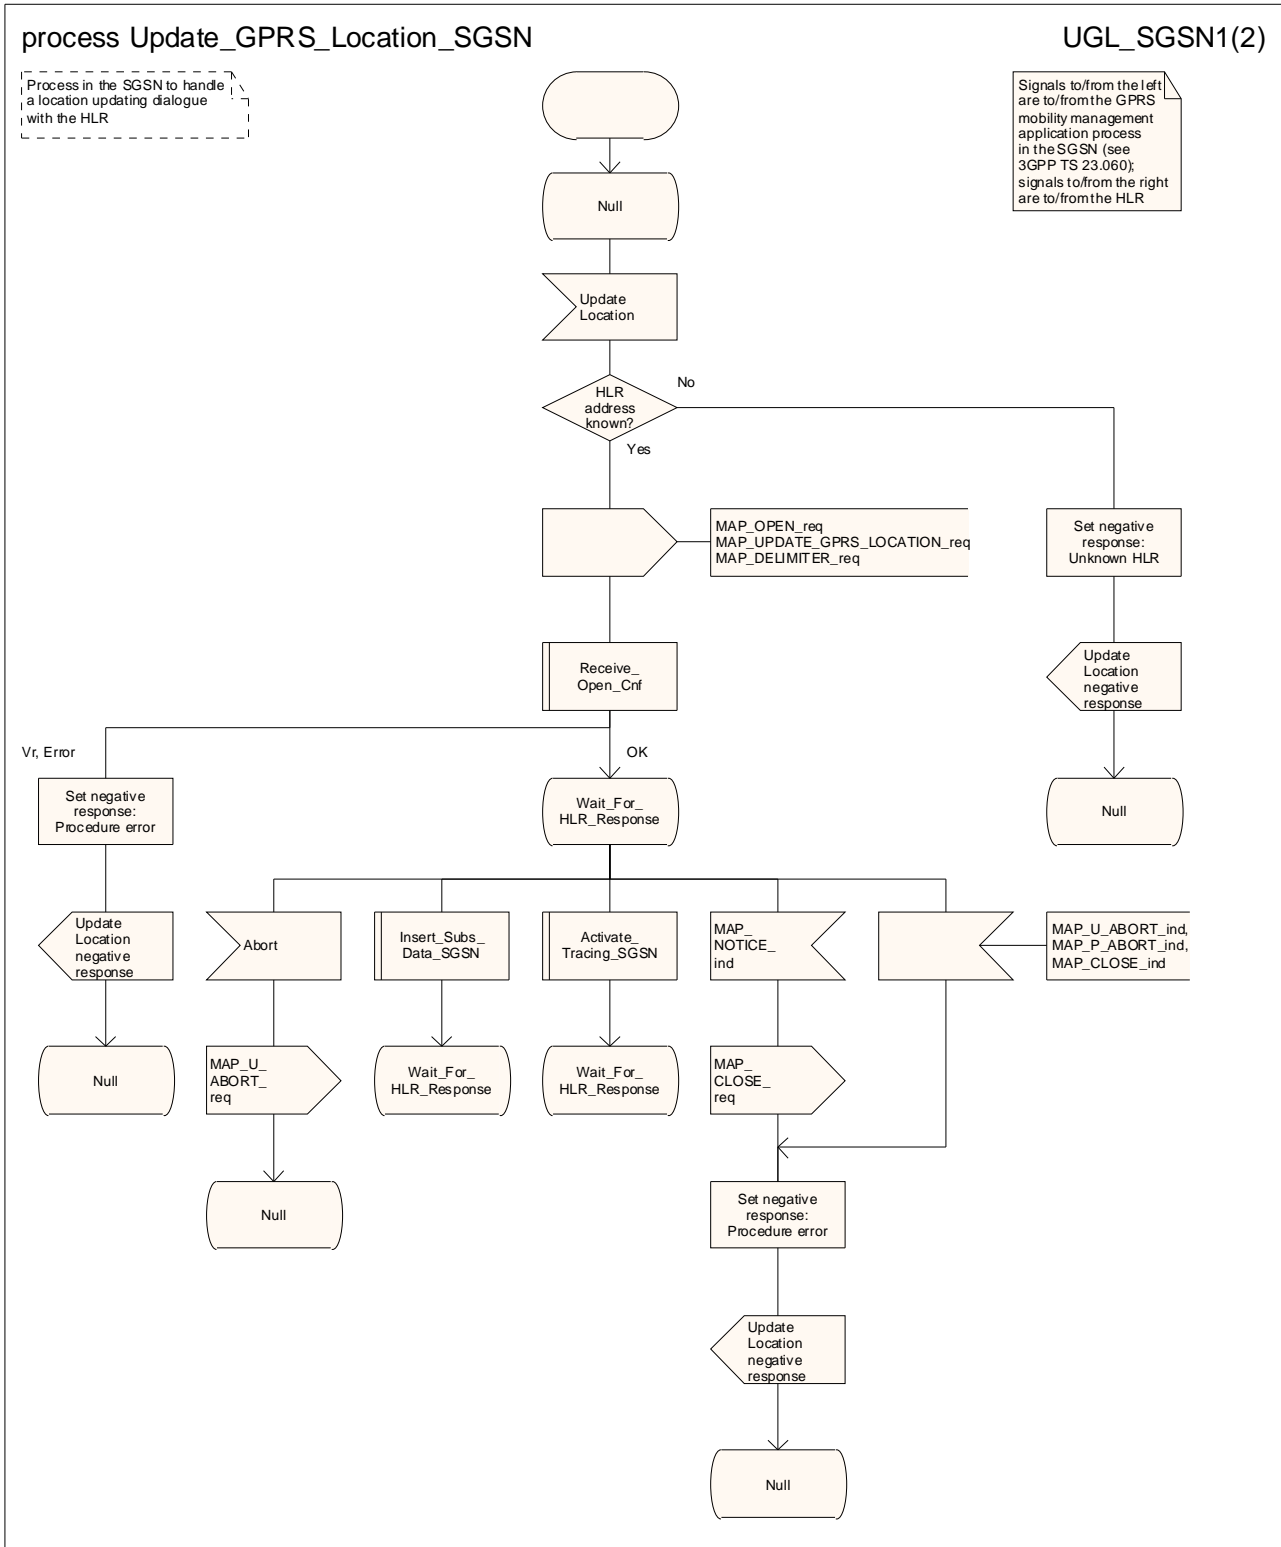 process Update_GPRS_Location_SGSN
UGL_SGSN1(2)
Process in the SGSN to handle
a location updating dialogue
with the HLR
Signals to/from the left
are to/from the GPRS
mobility management
application process
in the SGSN (see
3GPP TS 23.060);
signals to/from the right
are to/from the HLR
Null
Update
Location
HLR
address
known?
No
Yes
MAP_OPEN_req
MAP_UPDATE_GPRS_LOCATION_req
MAP_DELIMITER_req
Set negative
response:
Unknown HLR
Receive_
Open_Cnf
Update
Location
negative
response
Vr, Error
OK
Set negative
response:
Procedure error
Wait_For_
HLR_Response
Null
Update
Location
negative
response
Abort
Insert_Subs_
Data_SGSN
Activate_
Tracing_SGSN
MAP_
NOTICE_
ind
MAP_U_ABORT_ind,
MAP_P_ABORT_ind,
MAP_CLOSE_ind
Null
MAP_U_
ABORT_
req
Wait_For_
HLR_Response
Wait_For_
HLR_Response
MAP_
CLOSE_
req
Null
Set negative
response:
Procedure error
Update
Location
negative
response
Null